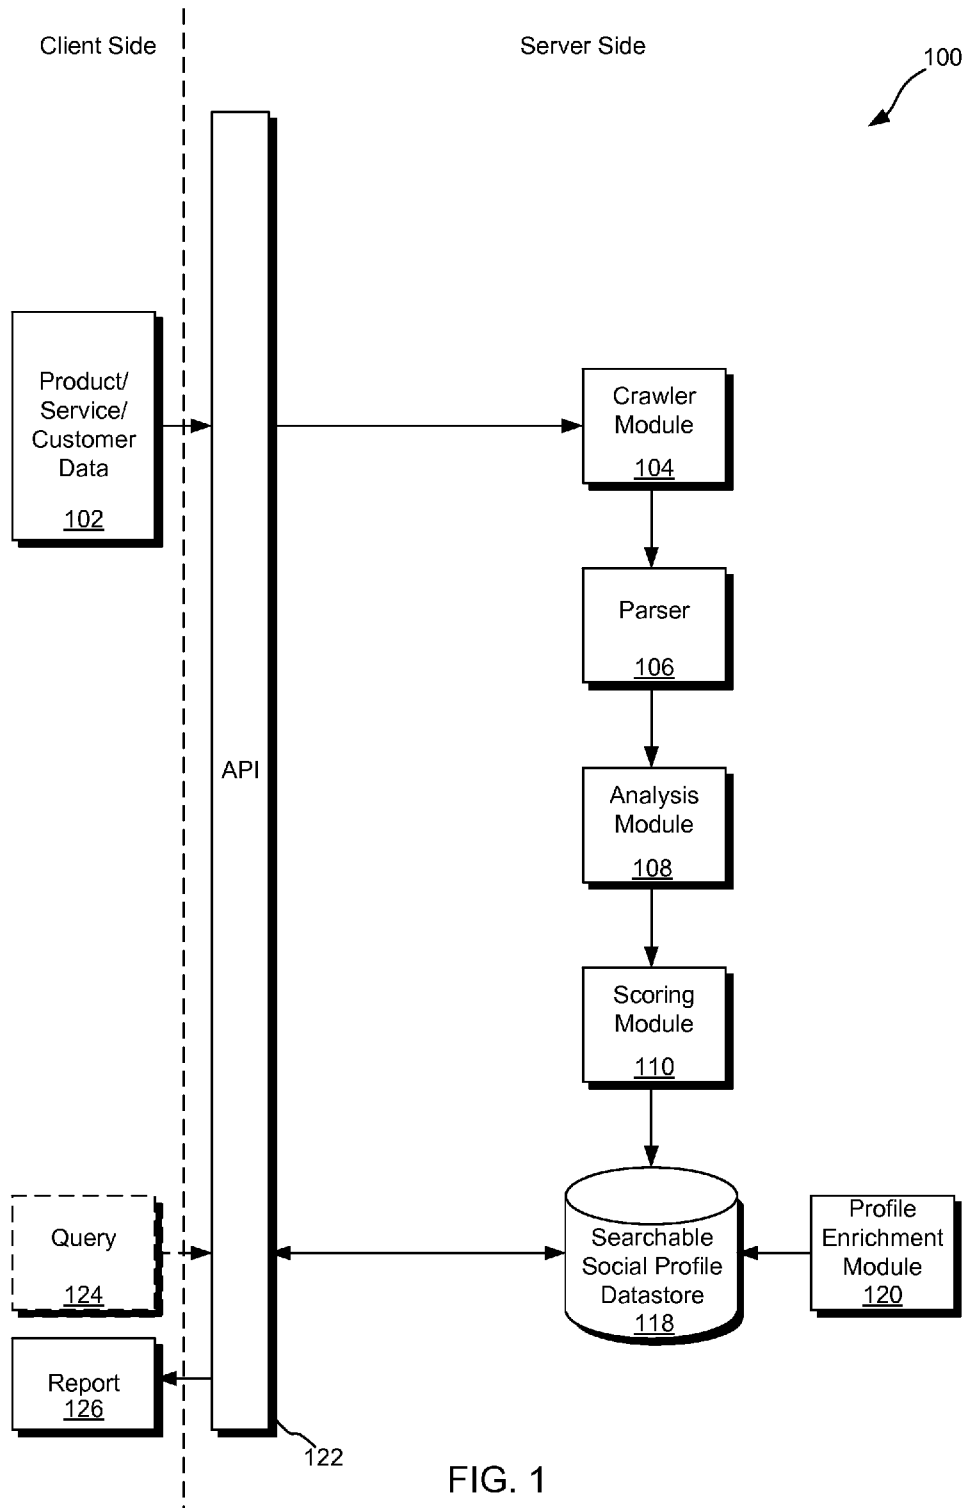 Client Side
Server Side
100
Product/
Service/
Customer
Data
102
Crawler
Module
104
Parser
106
API
Analysis
Module
108
Scoring
Module
110
Query
124
Searchable
Social Profile
Datastore
118
Profile
Enrichment
Module
120
Report
126
122
FIG. 1